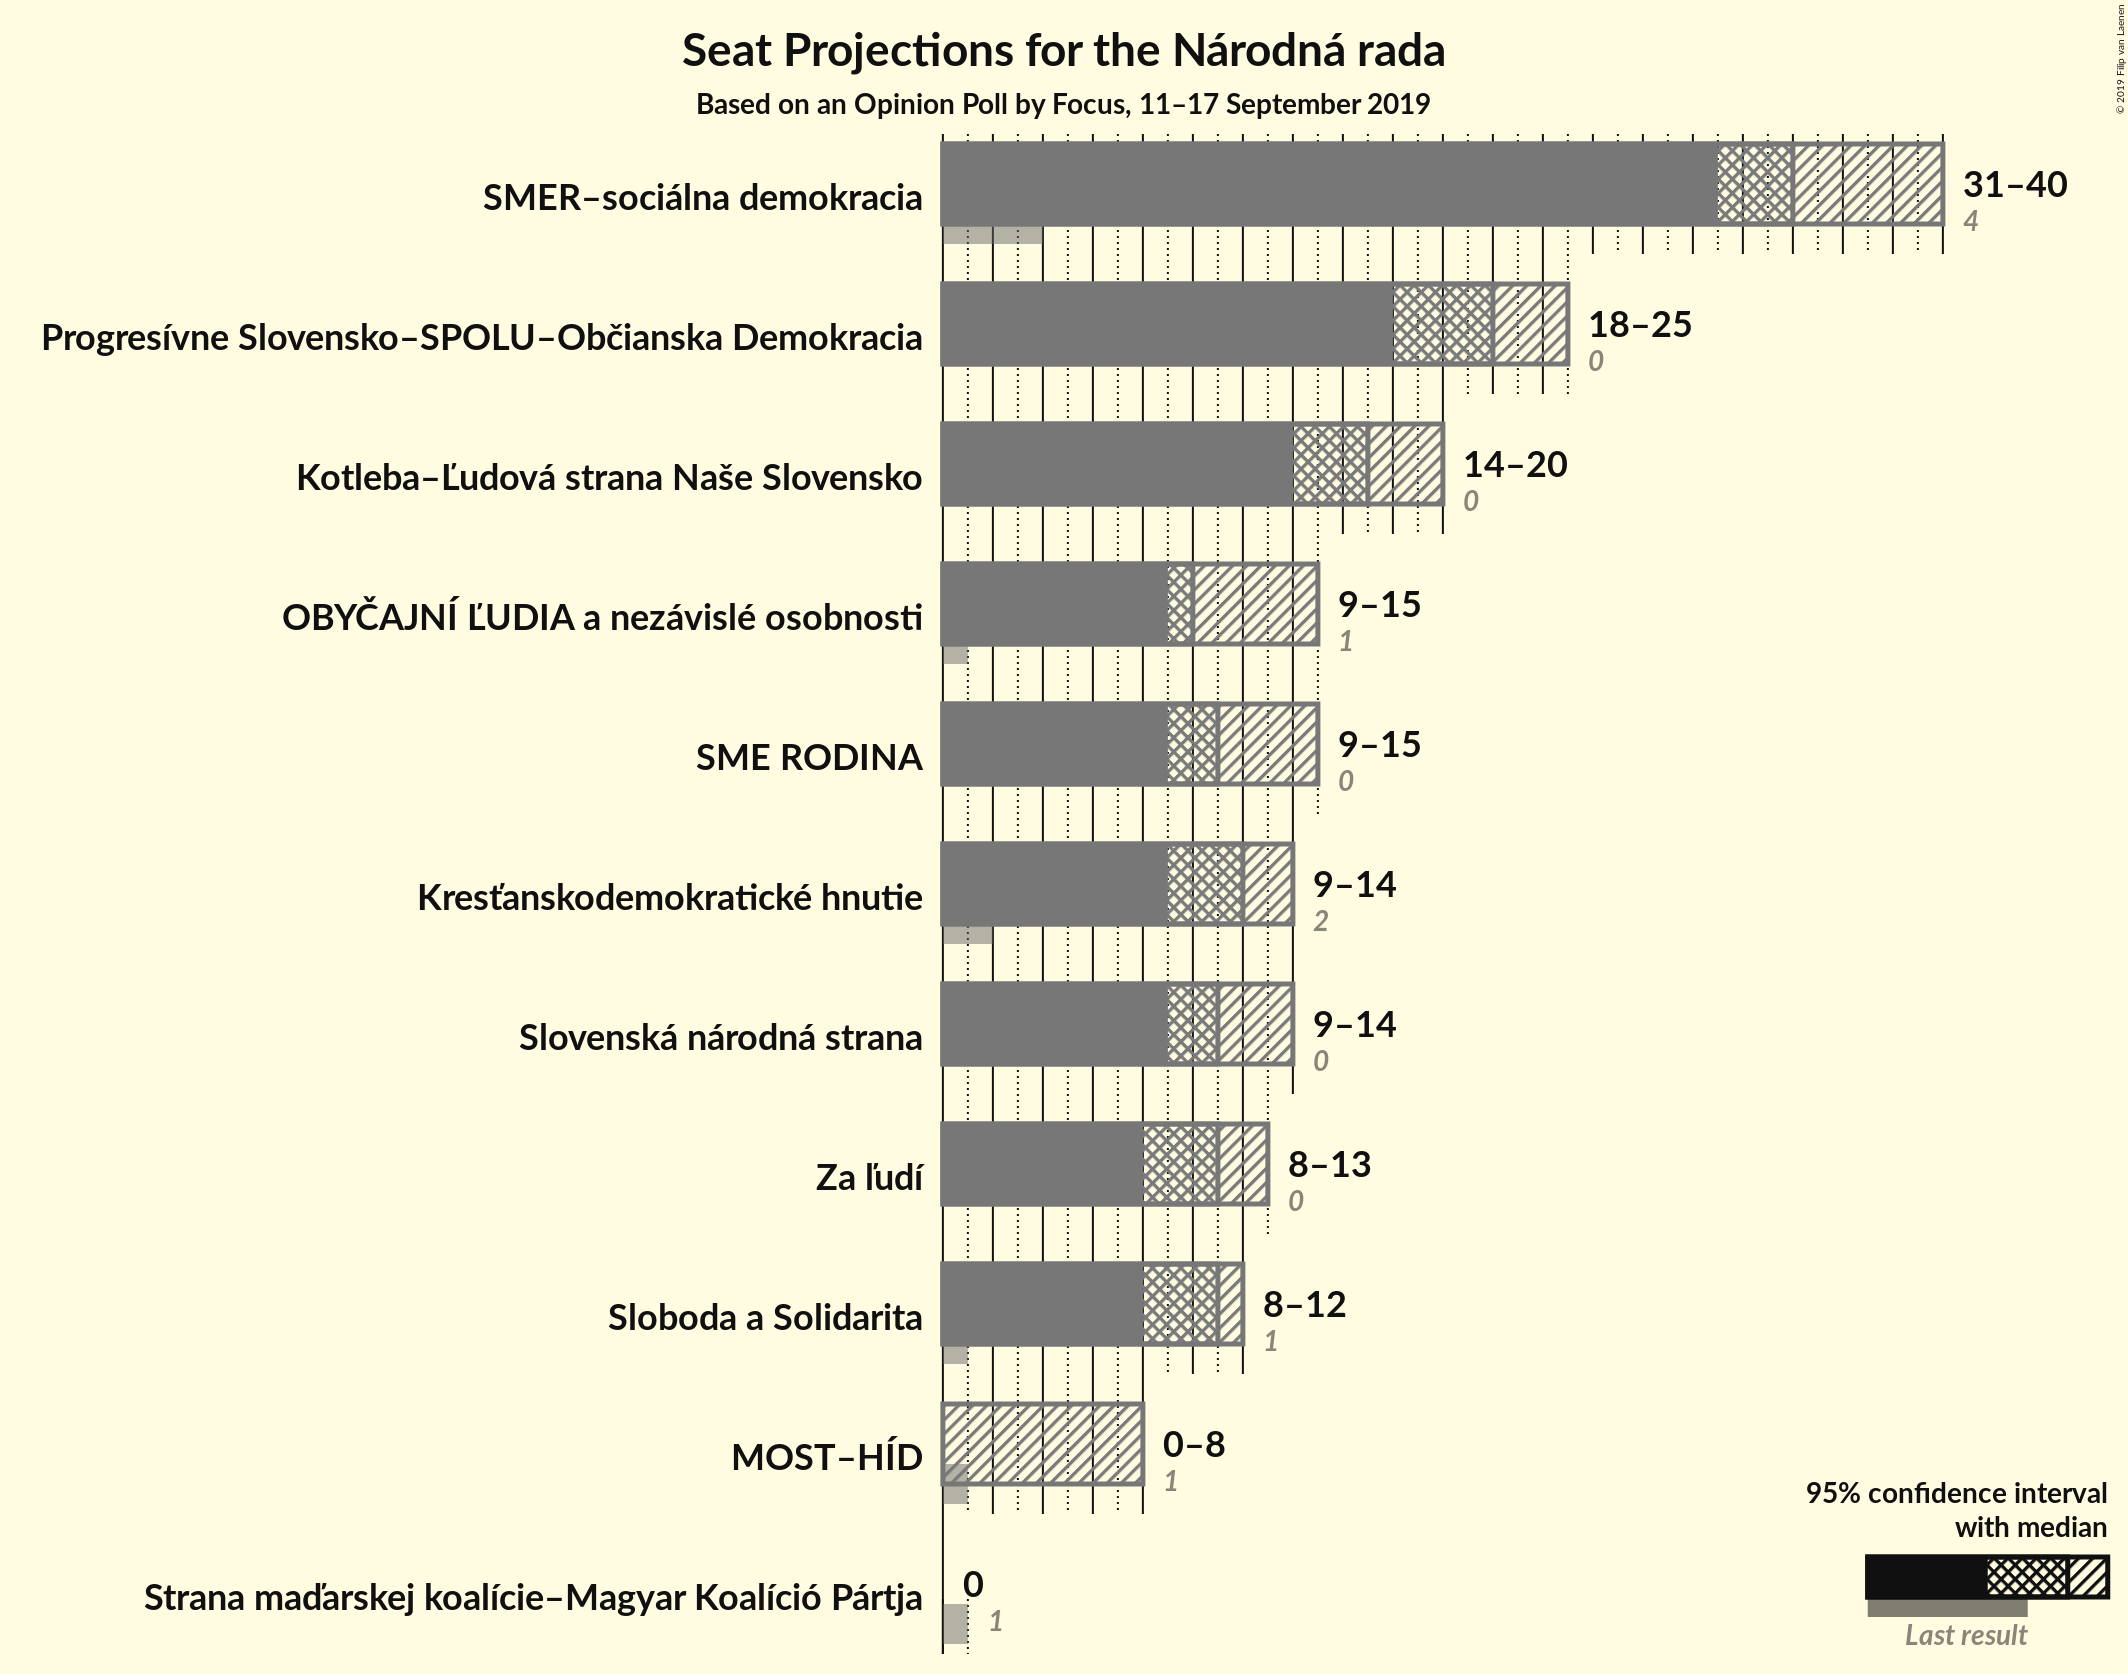 Seat Projections for the Národná rada
Based on an Opinion Poll by Focus, 11–17 September 2019
© 2019 Filip van Laenen
SMER–sociálna demokracia
31–40
4
Progresívne Slovensko–SPOLU–Občianska Demokracia
18–25
0
Kotleba–Ľudová strana Naše Slovensko
14–20
0
OBYČAJNÍ ĽUDIA a nezávislé osobnosti
9–15
1
SME RODINA
9–15
0
Kresťanskodemokratické hnutie
9–14
2
Slovenská národná strana
9–14
0
Za ľudí
8–13
0
Sloboda a Solidarita
8–12
1
MOST–HÍD
0–8
1
Strana maďarskej koalície–Magyar Koalíció Pártja
0
1
95% confidence interval
with median
Last result